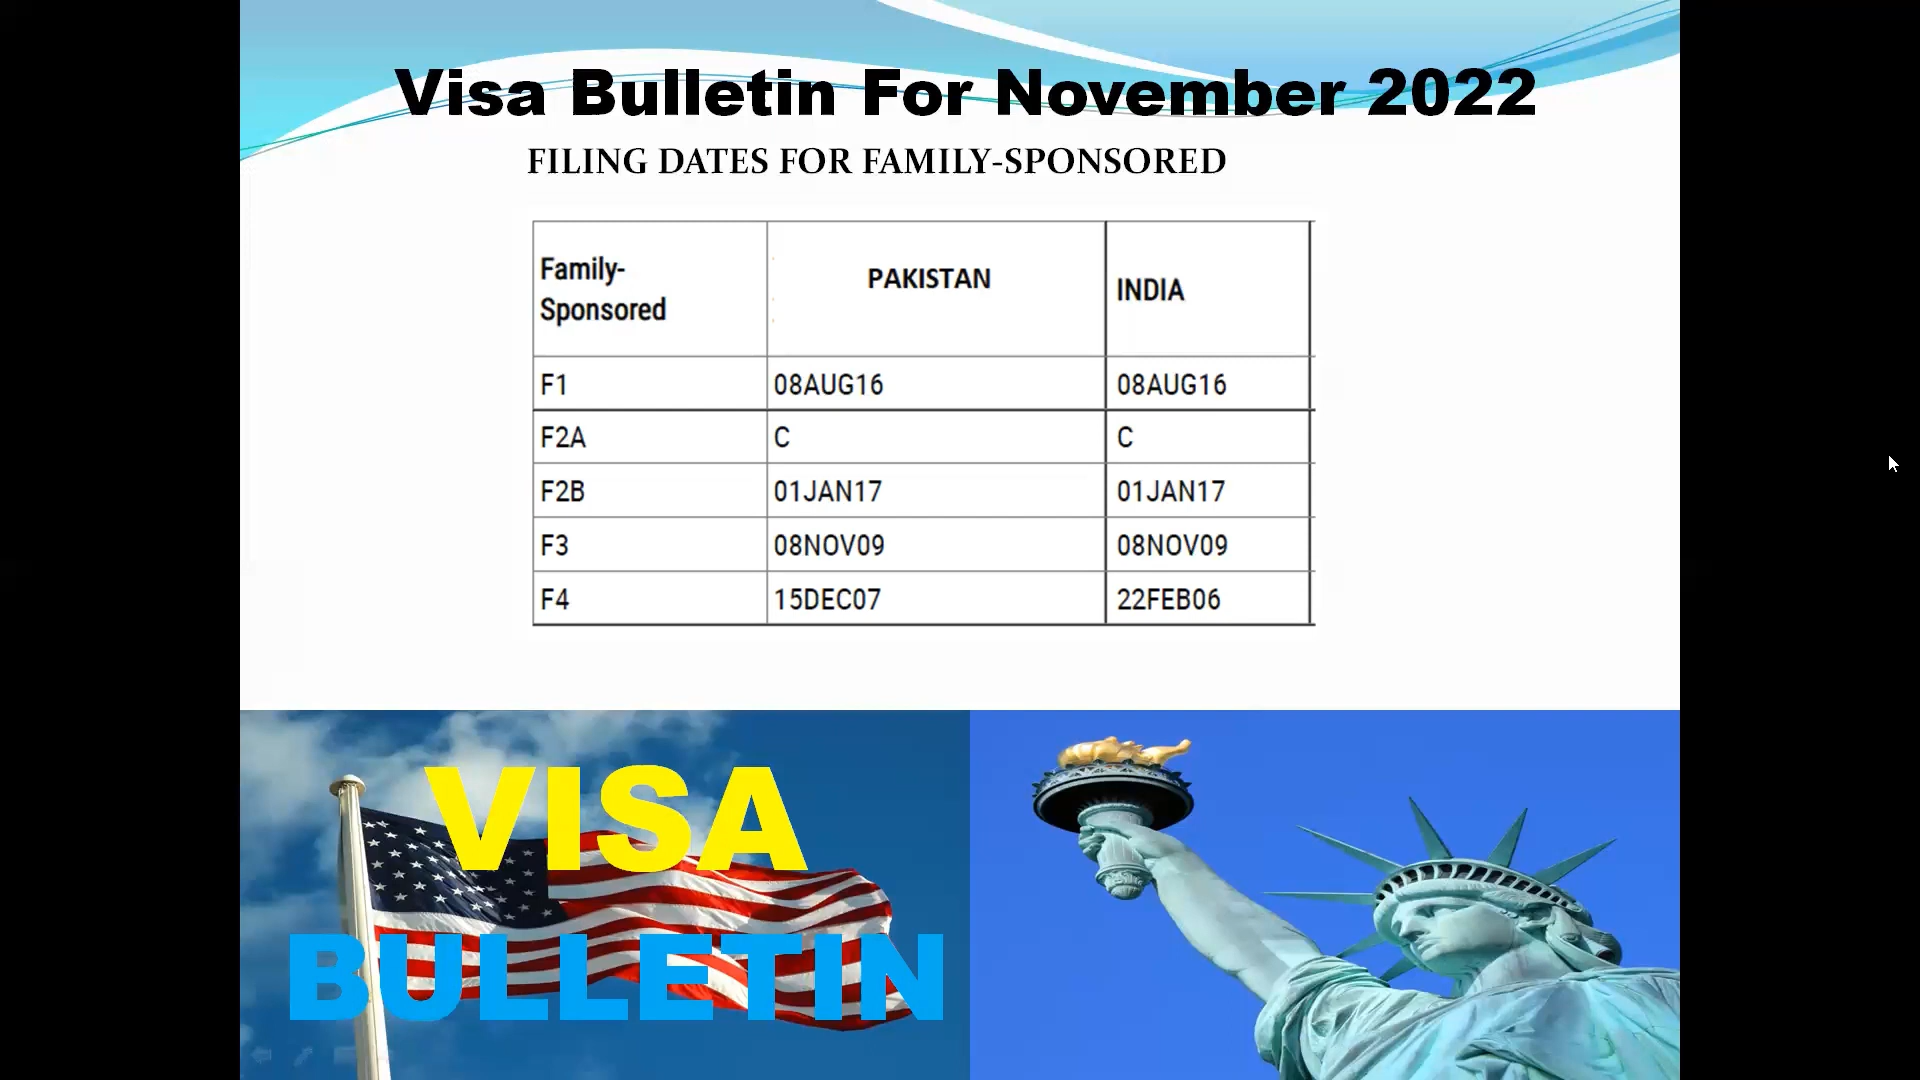 Visa Bulletin For November 2022
FILING DATES FOR FAMILY-SPONSORED
Family-
Sponsored
PAKISTAN
INDIA
F1 08AUG16 08AUG16
F2A C C
F2B 01JAN17 01JAN17
F3 08NOV09 08NOV09
F4 15DEC07 22FEB06
VISA
BULLETIN